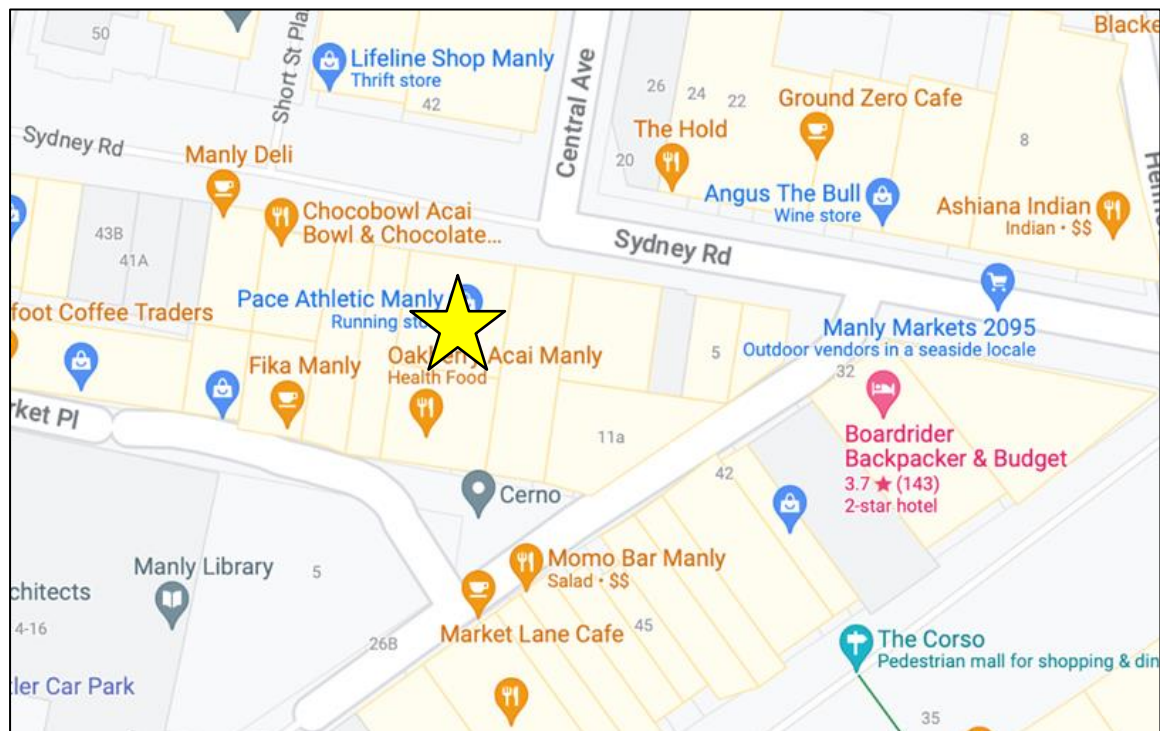 50
Short St Pla
Lifeline Shop Manly
Thrift store
42
Central Ave
26
24
22
20
Ground Zero Cafe
The Hold
8
Angus The Bull
Wine store
Ashiana Indian
Indian • $$
Sydney Rd
Manly Deli
43B
41A
Chocobowl Acai
Bowl & Chocolate...
Sydney Rd
Pace Athletic Manly
Running
foot Coffee Traders
Fika Manly
Acai Manly
Health Food
5
Manly Markets 2095
Outdoor vendors in a seaside locale
32
Boardrider
Backpacker & Budget
3.7 ★ (143)
2-star hotel
rket Pl
11a
42
Cerno
Manly Library
5
chitects
4-16
Momo Bar Manly
Salad • $$
Market Lane Cafe
45
26B
The Corso
Pedestrian mall for shopping & din
tler Car Park
35